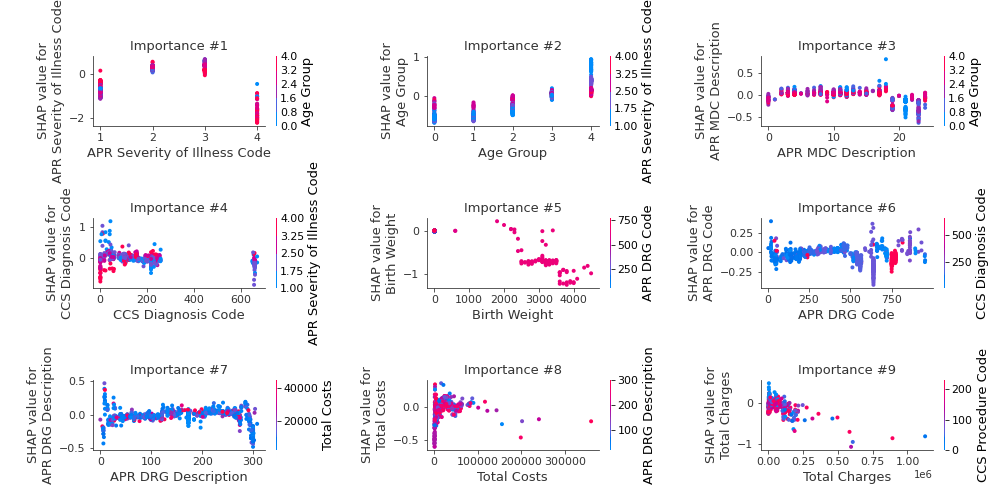 Importance #1
SHAP value for
APR Severity of Illness Code
0
−2
1
2
3
4
APR Severity of Illness Code
4.0
3.2
2.4
1.6
0.8
0.0
Age Group
Importance #2
SHAP value for
Age Group
1
0
0
1
2
3
4
Age Group
4.00
3.25
2.50
1.75
1.00
APR Severity of Illness Code
Importance #3
SHAP value for
APR MDC Description
0.5
0.0
−0.5
0
20
APR MDC Description
4.0
3.2
2.4
1.6
0.8
0.0
Age Group
Importance #4
SHAP value for
CCS Diagnosis Code
1
0
0
200
400
600
CCS Diagnosis Code
4.00
3.25
2.50
1.75
1.00
APR Severity of Illness Code
Importance #5
SHAP value for
Birth Weight
0
−1
0
1000
2000
3000
4000
Birth Weight
750
500
250
APR DRG Code
Importance #6
SHAP value for
APR DRG Code
0.25
0.00
−0.25
0
250
500
750
APR DRG Code
500
250
CCS Diagnosis Code
Importance #7
SHAP value for
APR DRG Description
0.5
0.0
−0.5
0
100
200
300
APR DRG Description
40000
20000
Total Costs
Importance #8
SHAP value for
Total Costs
0.0
−0.5
0
100000
200000
300000
Total Costs
300
200
100
APR DRG Description
Importance #9
SHAP value for
Total Charges
0
−1
0.00
0.25
0.50
0.75
1.00
1e6
Total Charges
200
100
0
CCS Procedure Code